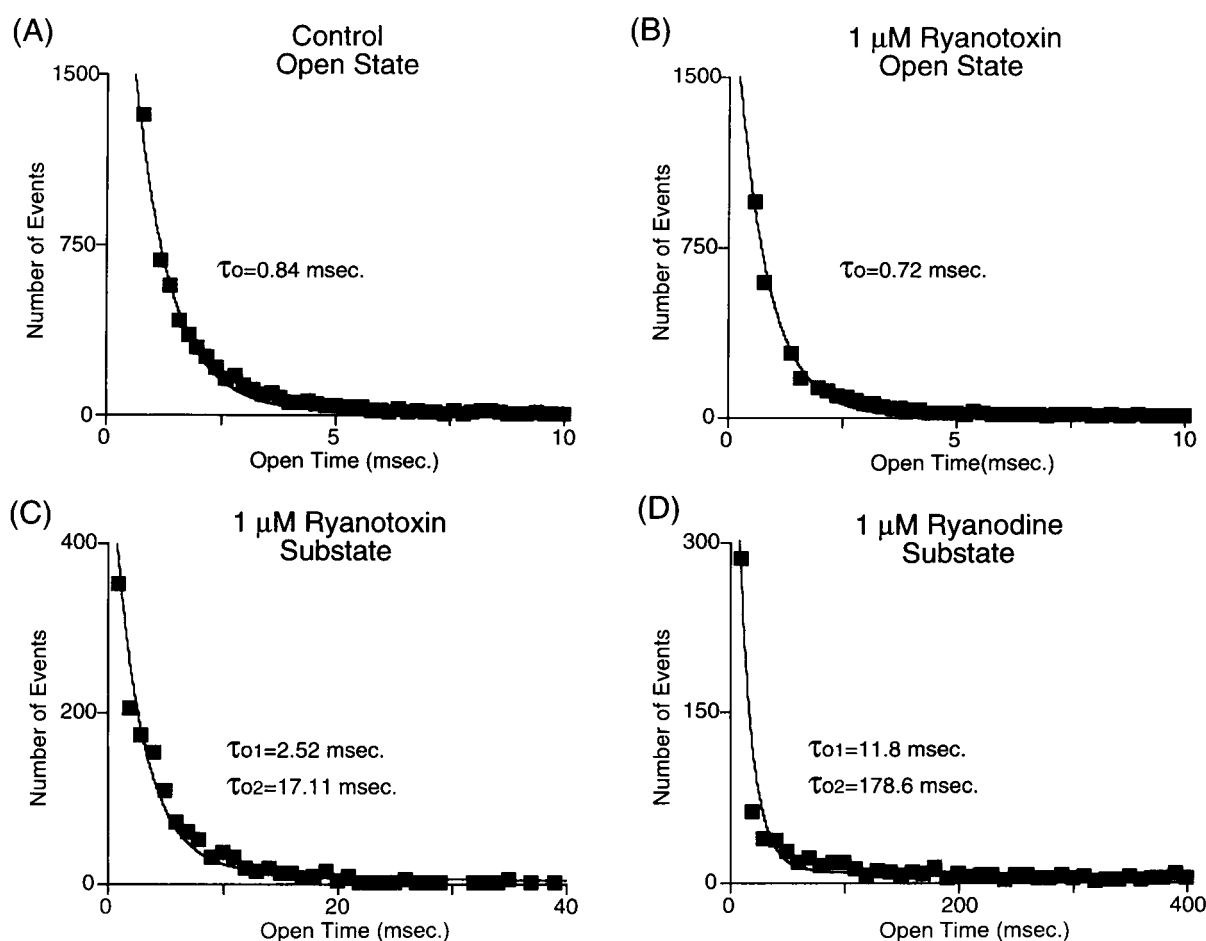 (A)
Control
Open State
1500
750
0
Number of Events
τo=0.84 msec.
0
5
10
Open Time (msec.)
(B)
1 μM Ryanotoxin
Open State
1500
750
0
Number of Events
τo=0.72 msec.
0
5
10
Open Time(msec.)
(C)
1 μM Ryanotoxin
Substate
400
200
0
Number of Events
τo1=2.52 msec.
τo2=17.11 msec.
0
20
40
Open Time (msec.)
(D)
1 μM Ryanodine
Substate
300
150
0
Number of Events
τo1=11.8 msec.
τo2=178.6 msec.
0
200
400
Open Time (msec.)